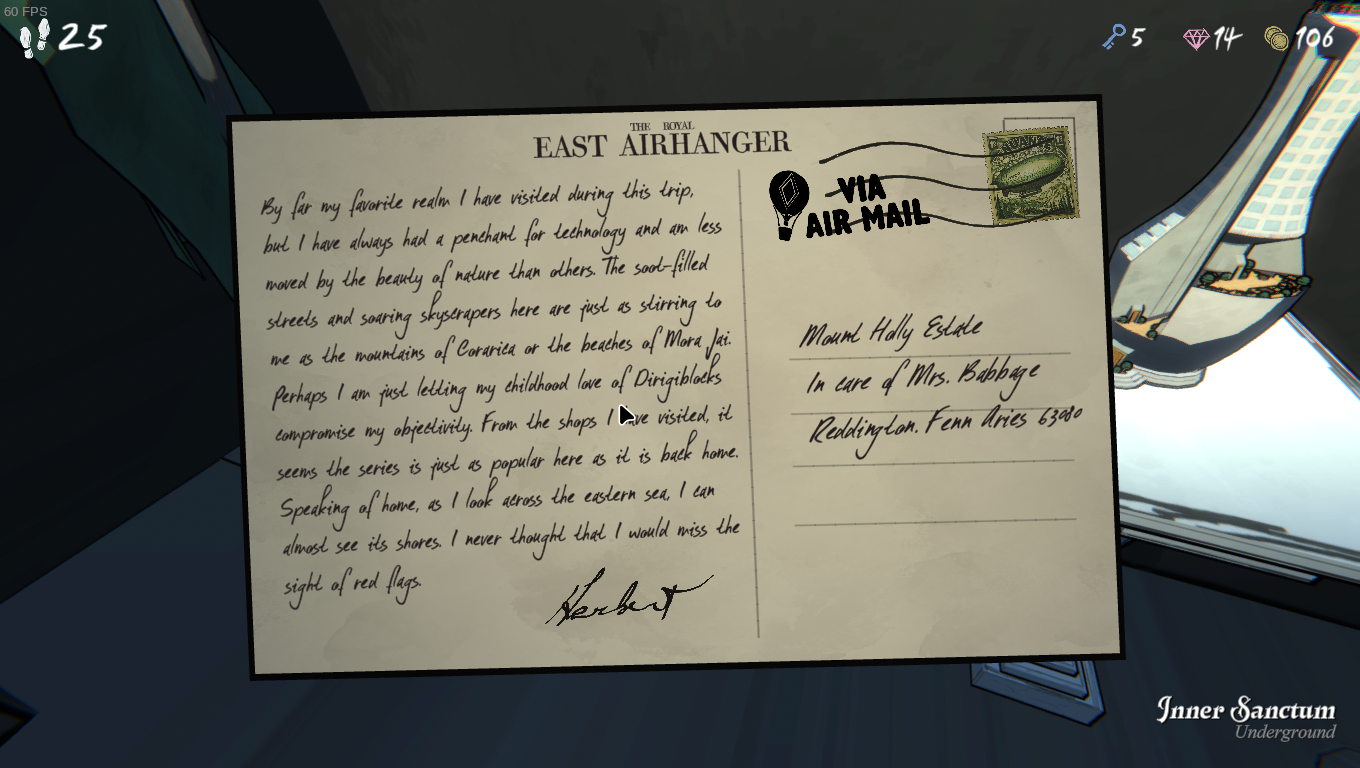 60 FPS
25
5
14
106
THE ROYAL
EAST AIRHANGER
By far my favorite realm I have visited during this trip,
but I have always had a penchant for technology and am less
moved by the beauty of nature than others. The soot-filled
streets and soaring skyscrapers here are just as stirring to
me as the mountains of Corarica or the beaches of Mora Jai.
Perhaps I am just letting my childhood love of Dirigiblocks
compromise my objectivity. From the shops I have visited, it
seems the series is just as popular here as it is back home.
Speaking of home, as I look across the eastern sea, I can
almost see its shores. I never thought that I would miss the
sight of red flags.
Herbert
VIA
AIR MAIL
Mount Holly Estate
In care of Mrs. Babbage
Reddington, Fenn Aries 63080
Inner Sanctum
Underground